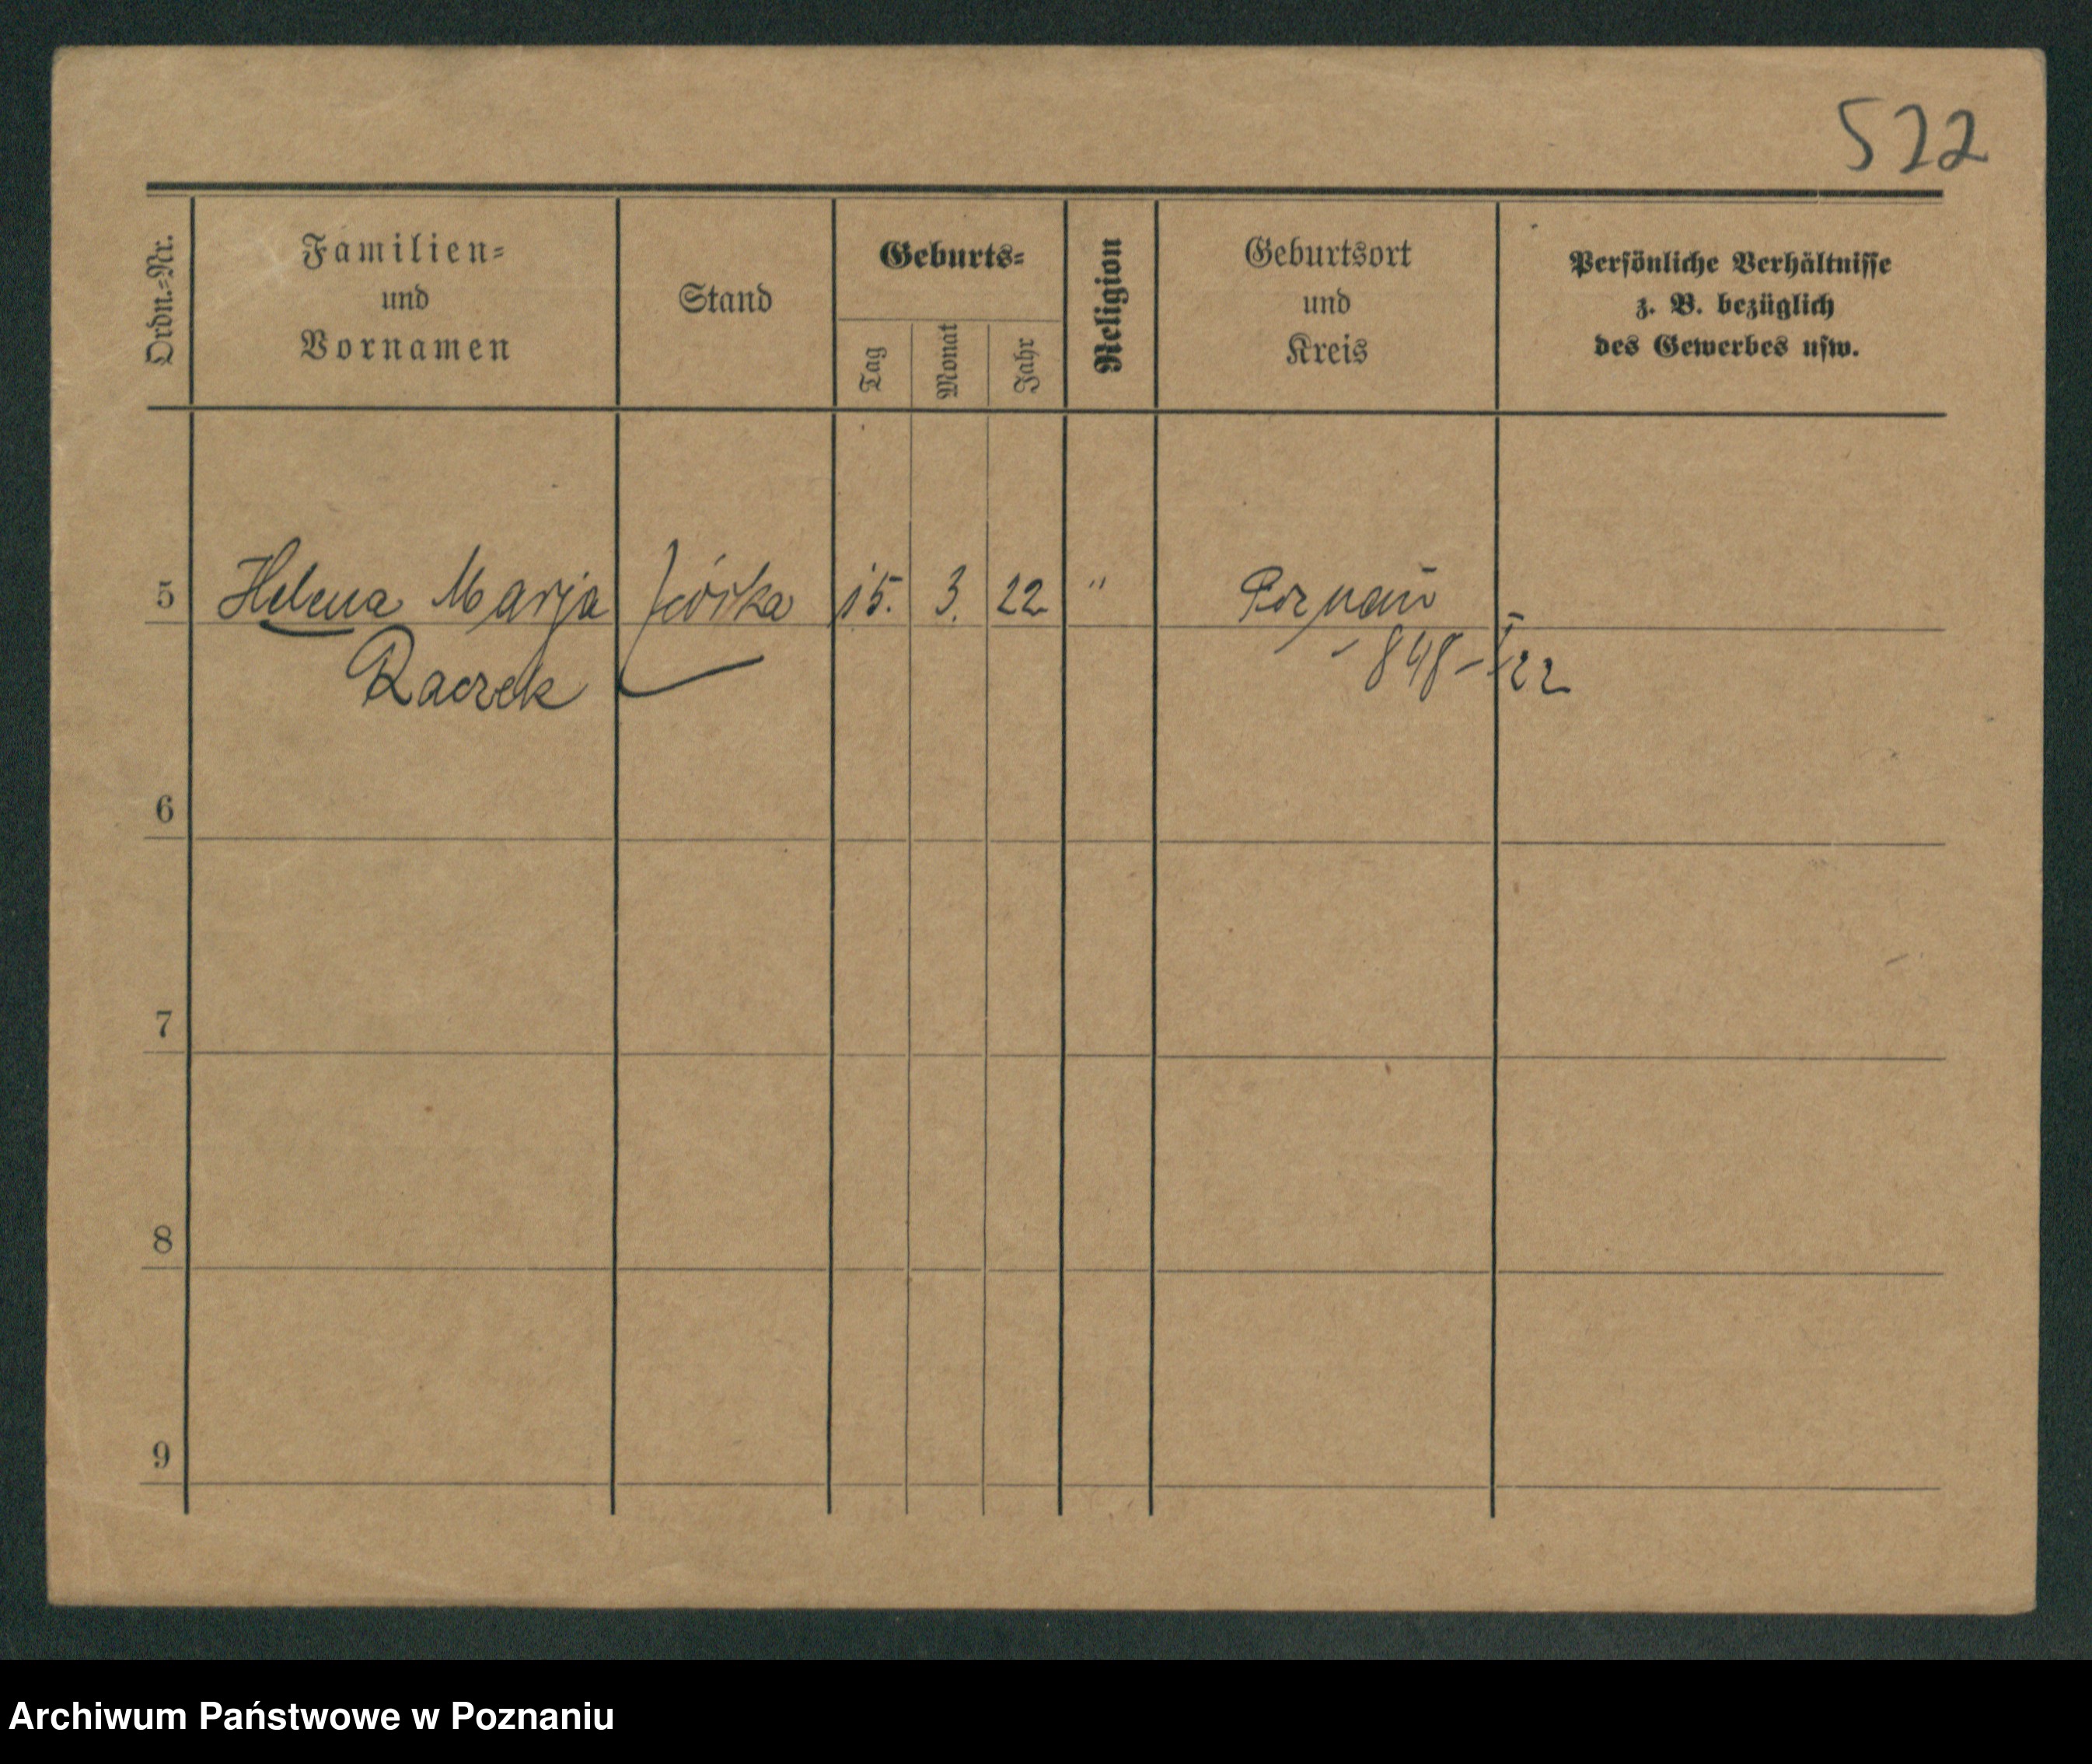 522
Ordn.-Nr.
Familien-
und
Vornamen
Stand
Geburts-
Tag
Monat
Jahr
Religion
Geburtsort
und
Kreis
Persönliche Verhältnisse
z. B. bezüglich
des Gewerbes usw.
5 Helena Marja córka 15. 3. 22 " Poznań
Raczek
848-I/22
6
7
8
9
Archiwum Państwowe w Poznaniu